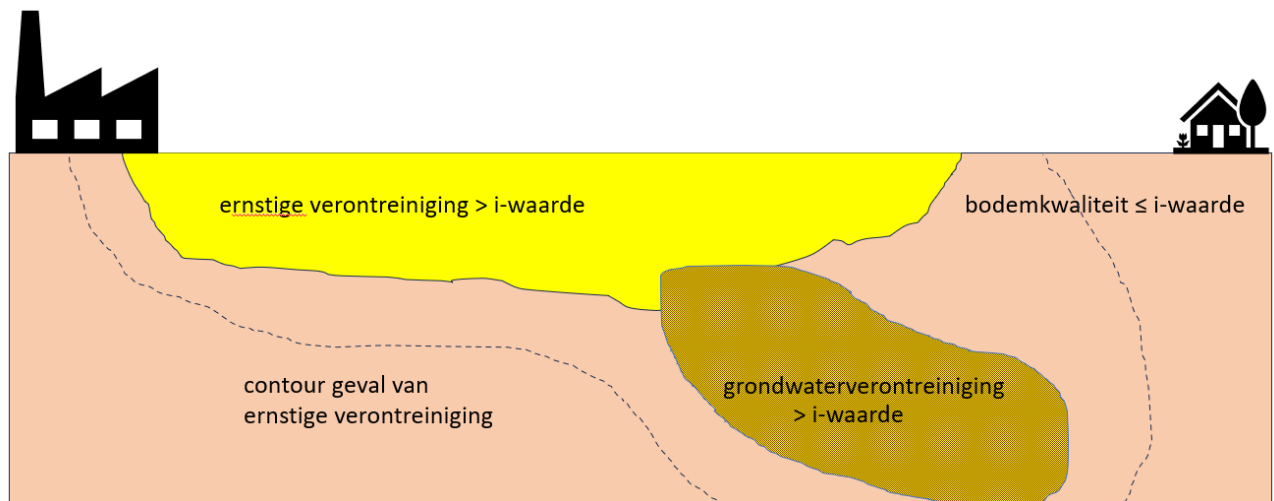 ernstige verontreiniging > i-waarde
bodemkwaliteit ≤ i-waarde
contour geval van
ernstige verontreiniging
grondwaterverontreiniging
> i-waarde